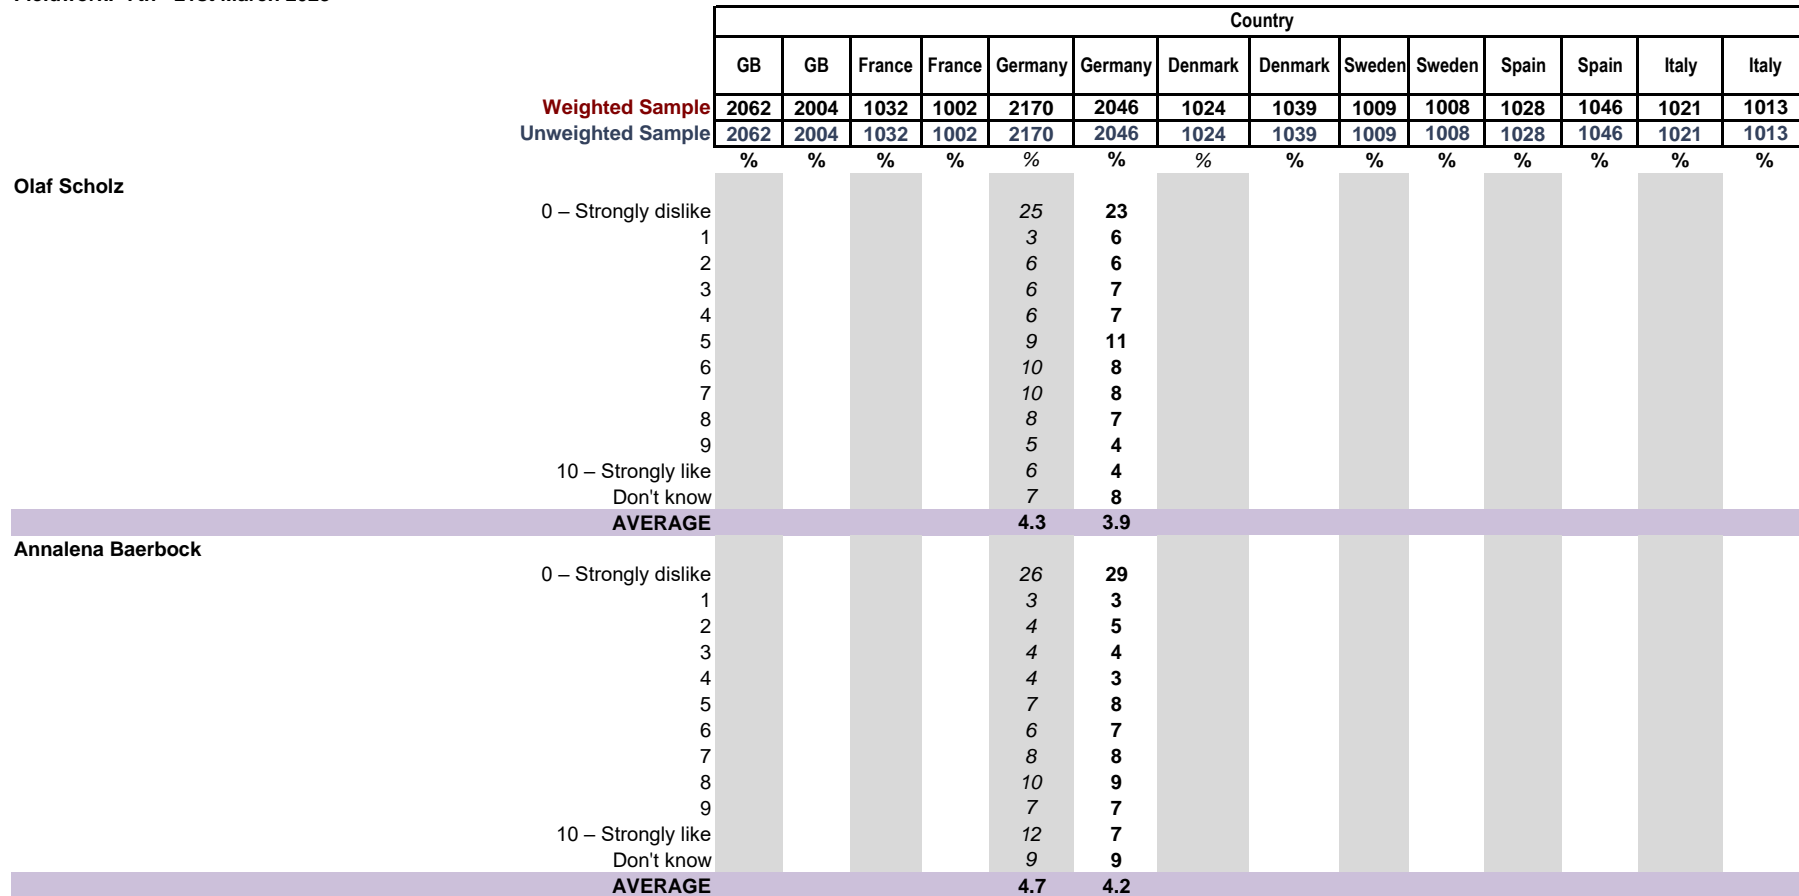 Country
GB GB France France Germany Germany Denmark Denmark Sweden Sweden Spain Spain Italy Italy
Weighted Sample 2062 2004 1032 1002 2170 2046 1024 1039 1009 1008 1028 1046 1021 1013
Unweighted Sample 2062 2004 1032 1002 2170 2046 1024 1039 1009 1008 1028 1046 1021 1013
% % % % % % % % % % % % % %
Olaf Scholz
0 – Strongly dislike 25 23
1 3 6
2 6 6
3 6 7
4 6 7
5 9 11
6 10 8
7 10 8
8 8 7
9 5 4
10 – Strongly like 6 4
Don't know 7 8
AVERAGE 4.3 3.9
Annalena Baerbock
0 – Strongly dislike 26 29
1 3 3
2 4 5
3 4 4
4 4 3
5 7 8
6 6 7
7 8 8
8 10 9
9 7 7
10 – Strongly like 12 7
Don't know 9 9
AVERAGE 4.7 4.2